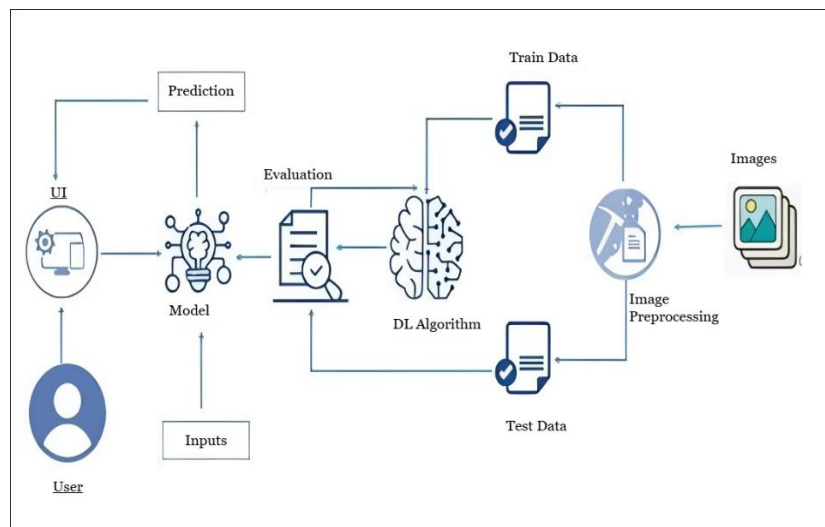 Train Data
Prediction
Images
Evaluation
UI
Model
DL Algorithm
Image
Preprocessing
Inputs
Test Data
User